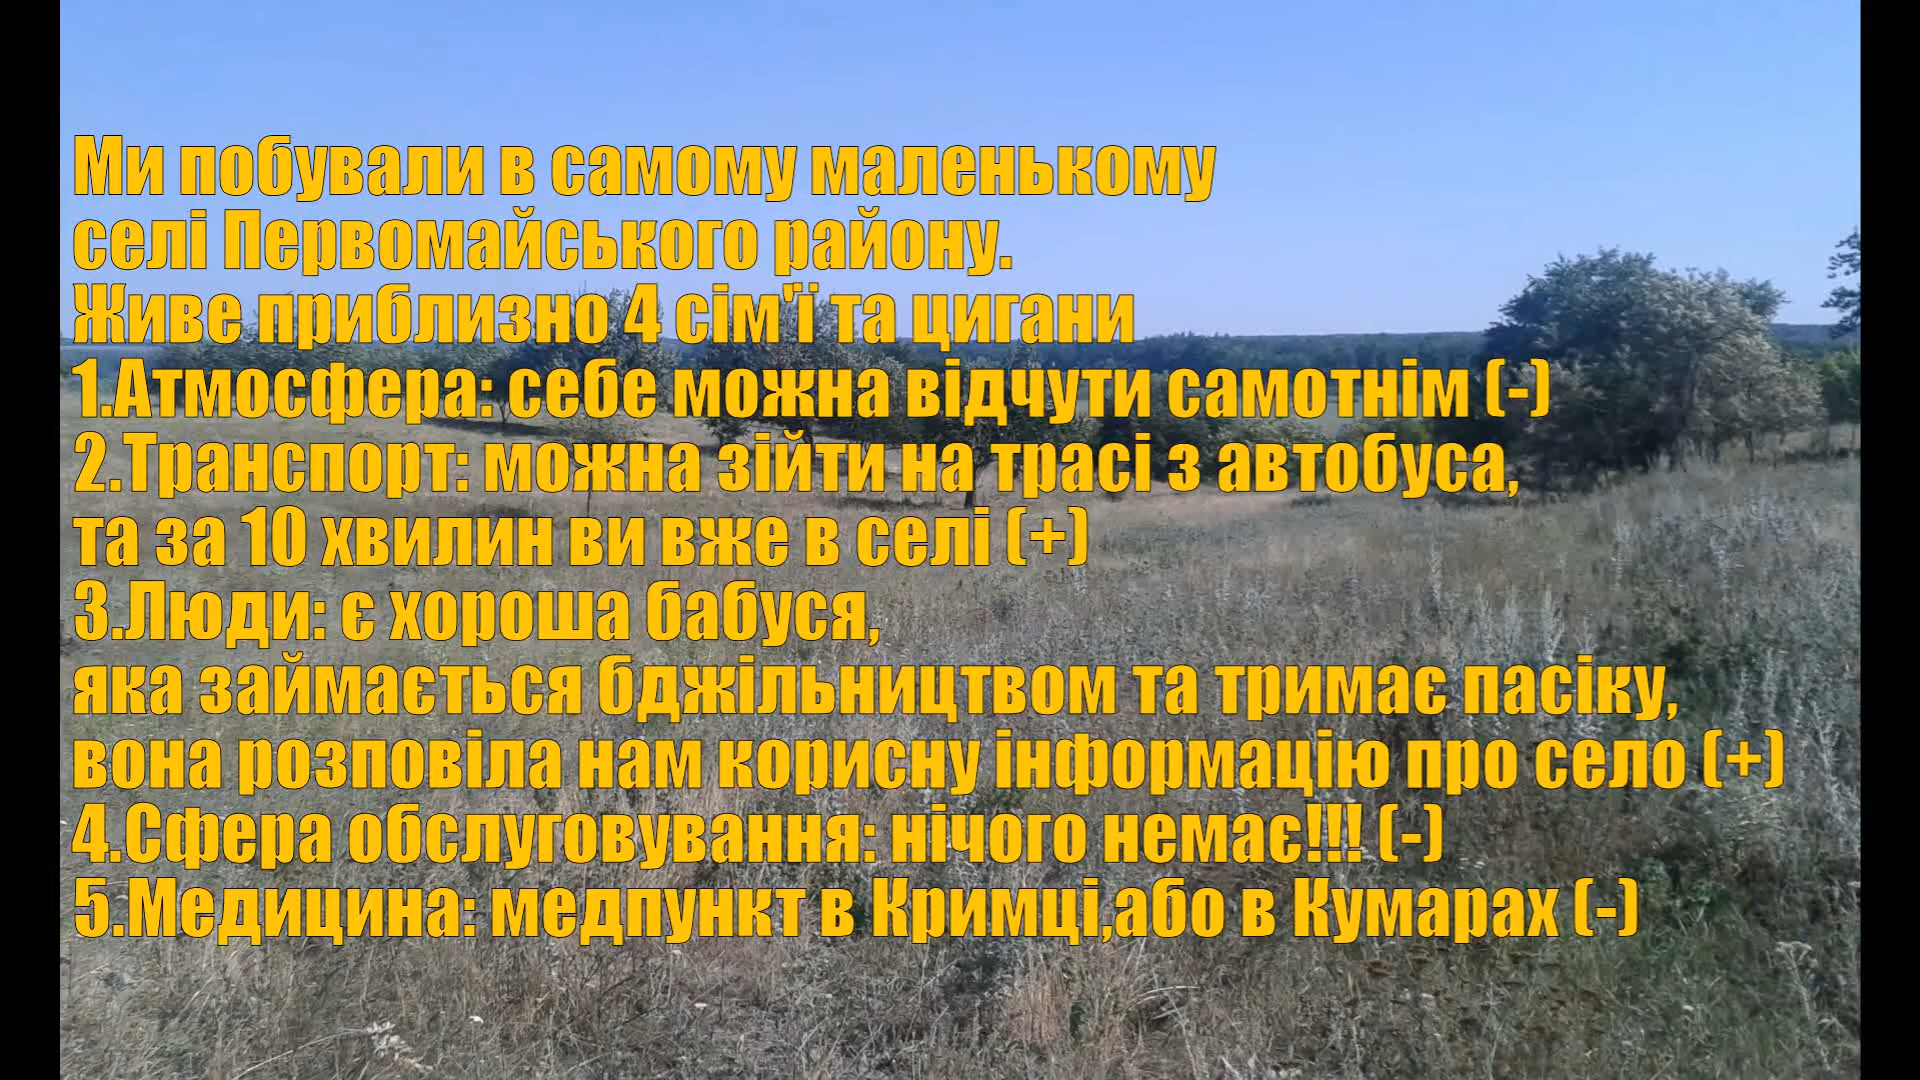 Ми побували в самому маленькому
селі Первомайського району.
Живе приблизно 4 сім'ї та цигани
1.Атмосфера: себе можна відчути самотнім (-)
2.Транспорт: можна зійти на трасі з автобуса,
та за 10 хвилин ви вже в селі (+)
3.Люди: є хороша бабуся,
яка займається бджільництвом та тримає пасіку,
вона розповіла нам корисну інформацію про село (+)
4.Сфера обслуговування: нічого немає!!! (-)
5.Медицина: медпункт в Кримці,або в Кумарах (-)